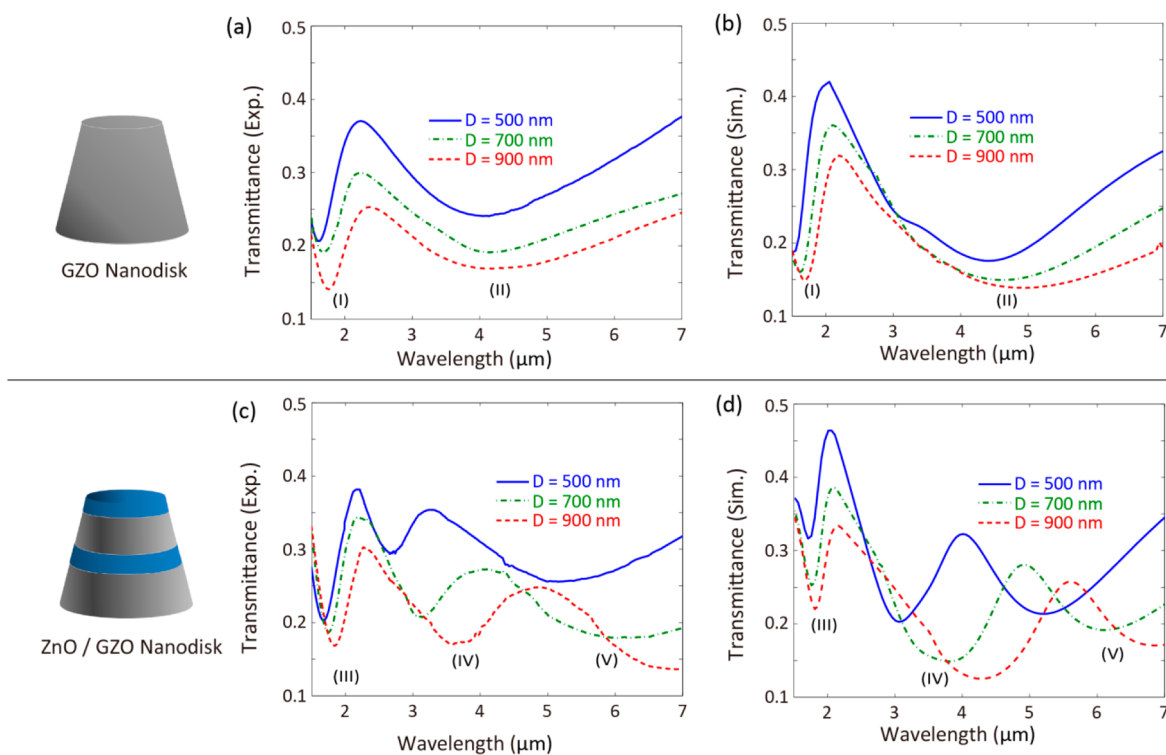 (a)
0.5
0.4
0.3
0.2
0.1
Transmittance (Exp.)
D = 500 nm
D = 700 nm
D = 900 nm
(I)
(II)
2 3 4 5 6 7
Wavelength (μm)
(b)
0.5
0.4
0.3
0.2
0.1
Transmittance (Sim.)
D = 500 nm
D = 700 nm
D = 900 nm
(I)
(II)
2 3 4 5 6 7
Wavelength (μm)
GZO Nanodisk
(c)
0.5
0.4
0.3
0.2
0.1
Transmittance (Exp.)
D = 500 nm
D = 700 nm
D = 900 nm
(III)
(IV)
(V)
2 3 4 5 6 7
Wavelength (μm)
(d)
0.5
0.4
0.3
0.2
0.1
Transmittance (Sim.)
D = 500 nm
D = 700 nm
D = 900 nm
(III)
(IV)
(V)
2 3 4 5 6 7
Wavelength (μm)
ZnO / GZO Nanodisk